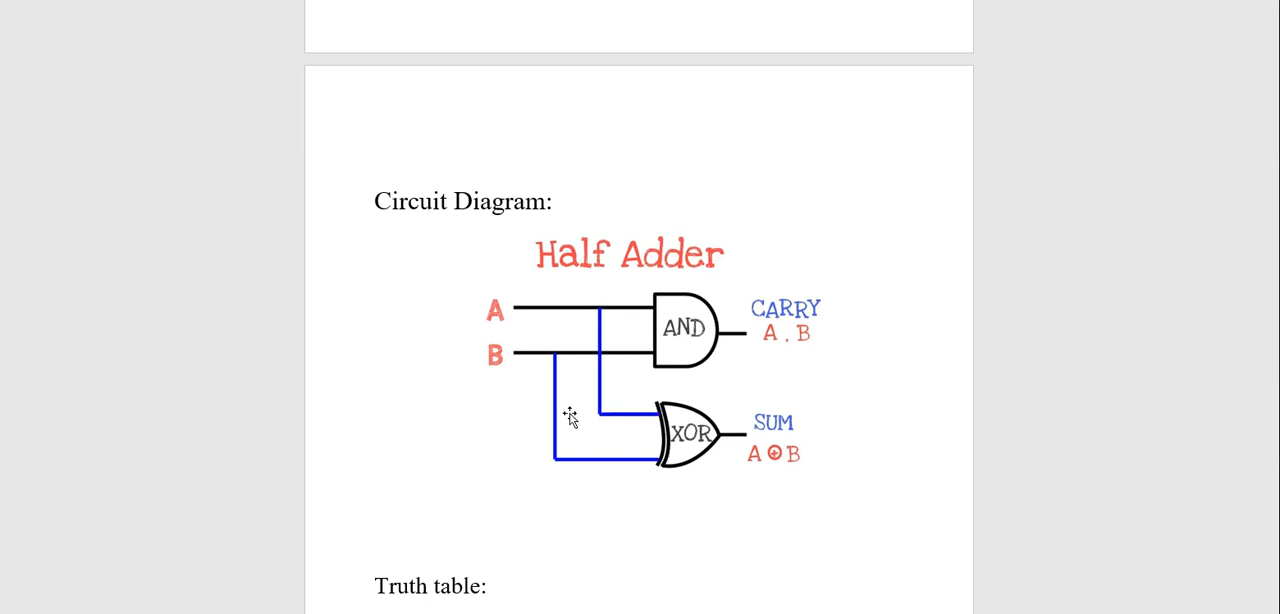 Circuit Diagram:
Half Adder
A
B
AND
CARRY
A . B
XOR
SUM
A ⊕ B
Truth table: